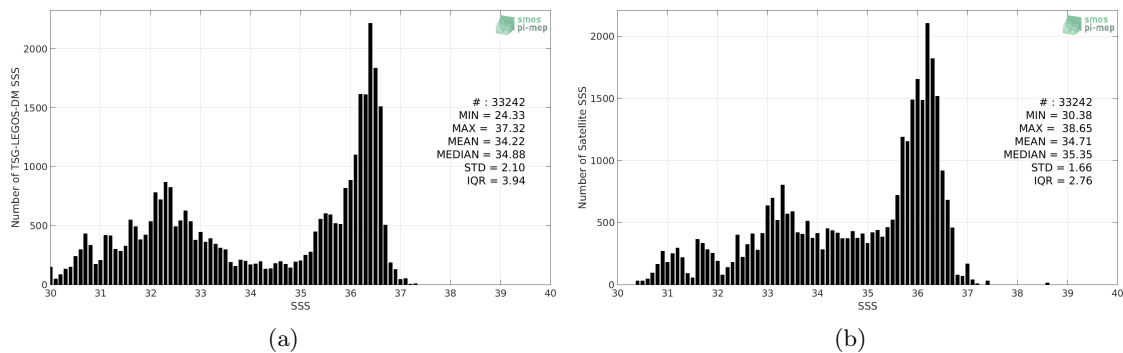 smos
pi-mep
Number of TSG-LEGOS-DM SSS
2000
1500
1000
500
0
# : 33242
MIN = 24.33
MAX = 37.32
MEAN = 34.22
MEDIAN = 34.88
STD = 2.10
IQR = 3.94
30 31 32 33 34 35 36 37 38 39 40
SSS
(a)
smos
pi-mep
Number of Satellite SSS
2000
1500
1000
500
0
# : 33242
MIN = 30.38
MAX = 38.65
MEAN = 34.71
MEDIAN = 35.35
STD = 1.66
IQR = 2.76
30 31 32 33 34 35 36 37 38 39 40
SSS
(b)